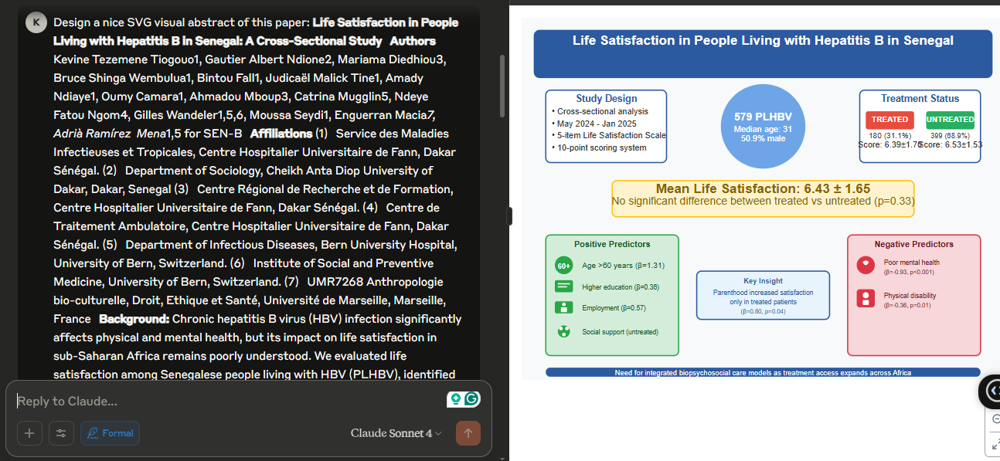 K
Design a nice SVG visual abstract of this paper: Life Satisfaction in People
Living with Hepatitis B in Senegal: A Cross-Sectional Study Authors
Kevine Tezemene Tiogouo1, Gautier Albert Ndione2, Mariama Diedhiou3,
Bruce Shinga Wembulua1, Bintou Fall1, Judicaël Malick Tine1, Amady
Ndiaye1, Oumy Camara1, Ahmadou Mboup3, Catrina Mugglin5, Ndeye
Fatou Ngom4, Gilles Wandeler1,5,6, Moussa Seydi1, Enguerran Macia7,
Adrià Ramírez Mena1,5 for SEN-B Affiliations (1) Service des Maladies
Infectieuses et Tropicales, Centre Hospitalier Universitaire de Fann, Dakar
Sénégal. (2) Department of Sociology, Cheikh Anta Diop University of
Dakar, Dakar, Senegal (3) Centre Régional de Recherche et de Formation,
Centre Hospitalier Universitaire de Fann, Dakar Sénégal. (4) Centre de
Traitement Ambulatoire, Centre Hospitalier Universitaire de Fann, Dakar
Sénégal. (5) Department of Infectious Diseases, Bern University Hospital,
University of Bern, Switzerland. (6) Institute of Social and Preventive
Medicine, University of Bern, Switzerland. (7) UMR7268 Anthropologie
bio-culturelle, Droit, Ethique et Santé, Université de Marseille, Marseille,
France Background: Chronic hepatitis B virus (HBV) infection significantly
affects physical and mental health, but its impact on life satisfaction in
sub-Saharan Africa remains poorly understood. We evaluated life
satisfaction among Senegalese people living with HBV (PLHBV), identified
Reply to Claude...
Formal
Claude Sonnet 4
Life Satisfaction in People Living with Hepatitis B in Senegal
Study Design
• Cross-sectional analysis
• May 2024 - Jan 2025
• 5-item Life Satisfaction Scale
• 10-point scoring system
579 PLHBV
Median age: 31
50.9% male
Treatment Status
TREATED UNTREATED
180 (31.1%) 399 (68.9%)
Score: 6.39±1.76 Score: 6.53±1.53
Mean Life Satisfaction: 6.43 ± 1.65
No significant difference between treated vs untreated (p=0.33)
Positive Predictors
60+ Age >60 years (β=1.31)
Higher education (β=0.36)
Employment (β=0.57)
Social support (untreated)
Key Insight
Parenthood increased satisfaction
only in treated patients
(β=0.80, p=0.04)
Negative Predictors
Poor mental health
(β=-0.93, p<0.001)
Physical disability
(β=-0.36, p=0.01)
Need for integrated biopsychosocial care models as treatment access expands across Africa